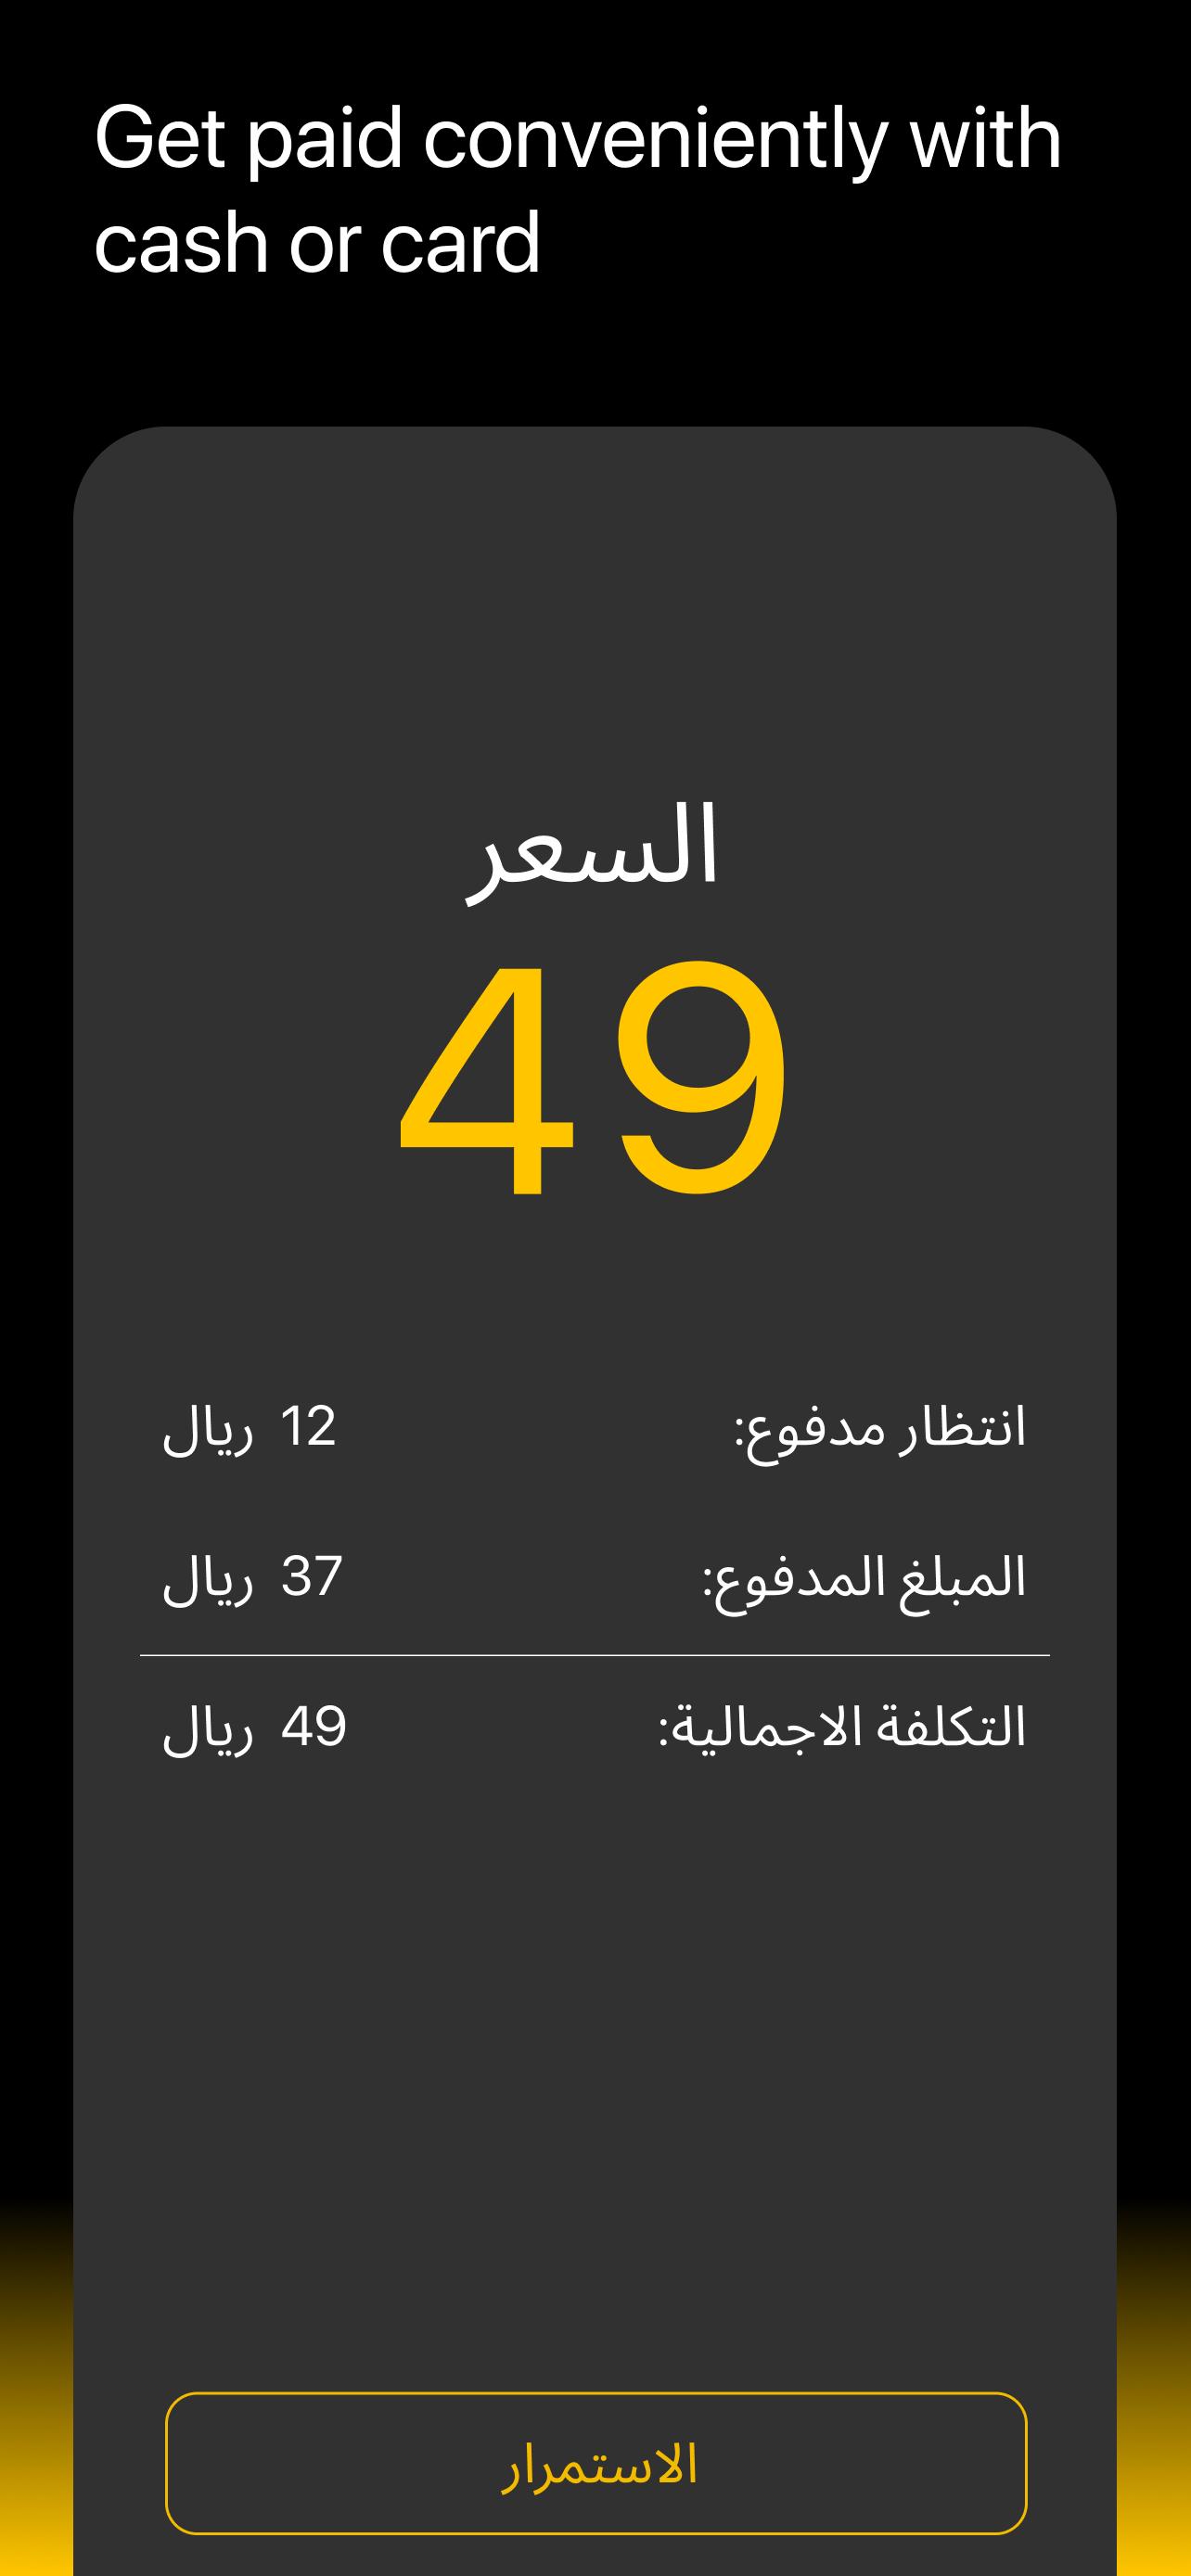 Get paid conveniently with
cash or card
السعر
49
انتظار مدفوع: 12 ريال
المبلغ المدفوع: 37 ريال
التكلفة الاجمالية: 49 ريال
الاستمرار